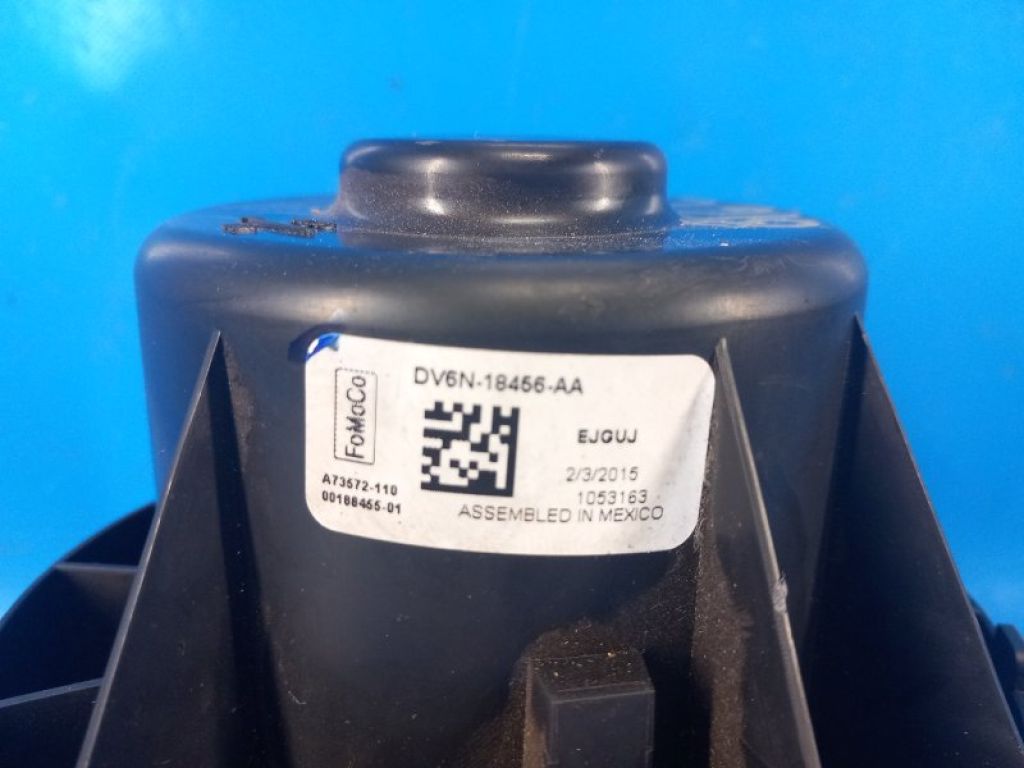 FoMoCo
DV6N-18456-AA
EJGUJ
2/3/2015
1053163
ASSEMBLED IN MEXICO
A73572-110
00188455-01